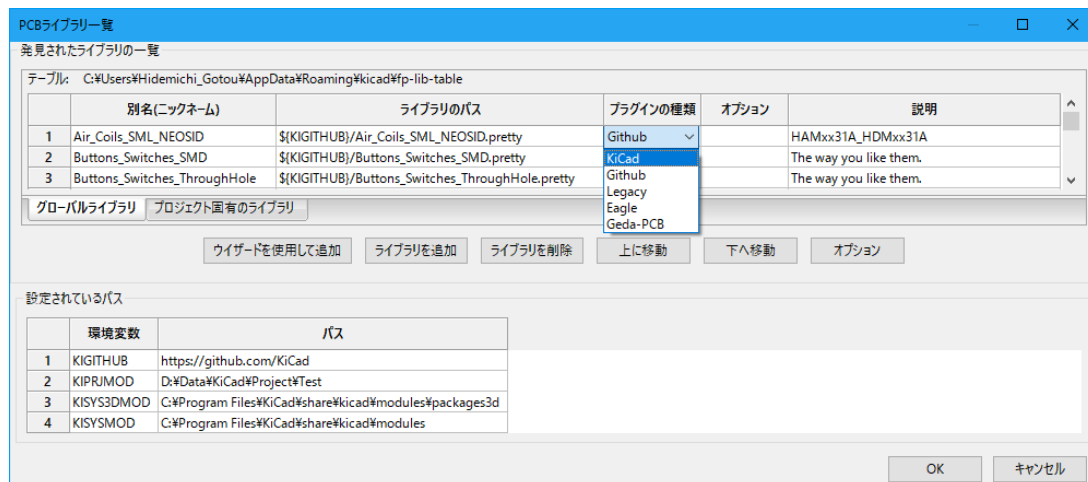 PCBライブラリ一覧
発見されたライブラリの一覧
テーブル: C:¥Users¥Hidemichi_Gotou¥AppData¥Roaming¥kicad¥fp-lib-table
別名(ニックネーム) ライブラリのパス プラグインの種類 オプション 説明
1 Air_Coils_SML_NEOSID ${KIGITHUB}/Air_Coils_SML_NEOSID.pretty Github HAMxx31A_HDMxx31A
2 Buttons_Switches_SMD ${KIGITHUB}/Buttons_Switches_SMD.pretty KiCad The way you like them.
3 Buttons_Switches_ThroughHole ${KIGITHUB}/Buttons_Switches_ThroughHole.pretty Github The way you like them.
Legacy
Eagle
Geda-PCB
グローバルライブラリ プロジェクト固有のライブラリ
ウイザードを使用して追加 ライブラリを追加 ライブラリを削除 上に移動 下へ移動 オプション
設定されているパス
環境変数 パス
1 KIGITHUB https://github.com/KiCad
2 KIPRJMOD D:¥Data¥KiCad¥Project¥Test
3 KISYS3DMOD C:¥Program Files¥KiCad¥share¥kicad¥modules¥packages3d
4 KISYSMOD C:¥Program Files¥KiCad¥share¥kicad¥modules
OK キャンセル